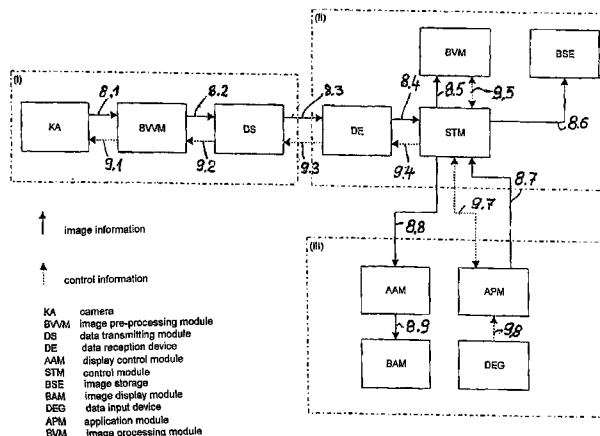 (i)
(ii)
BVM
BSE
8.1
8.2
9.3
8.4
8.5
9.5
8.6
KA
BVVM
DS
DE
STM
9.1
9.2
9.3
9.4
9.7
8.7
8.8
(iii)
image information
control information
AAM
APM
8.9
9.8
BAM
DEG
KA camera
BVVM image pre-processing module
DS data transmitting module
DE data reception device
AAM display control module
STM control module
BSE image storage
BAM image display module
DEG data input device
APM application module
BVM image processing module